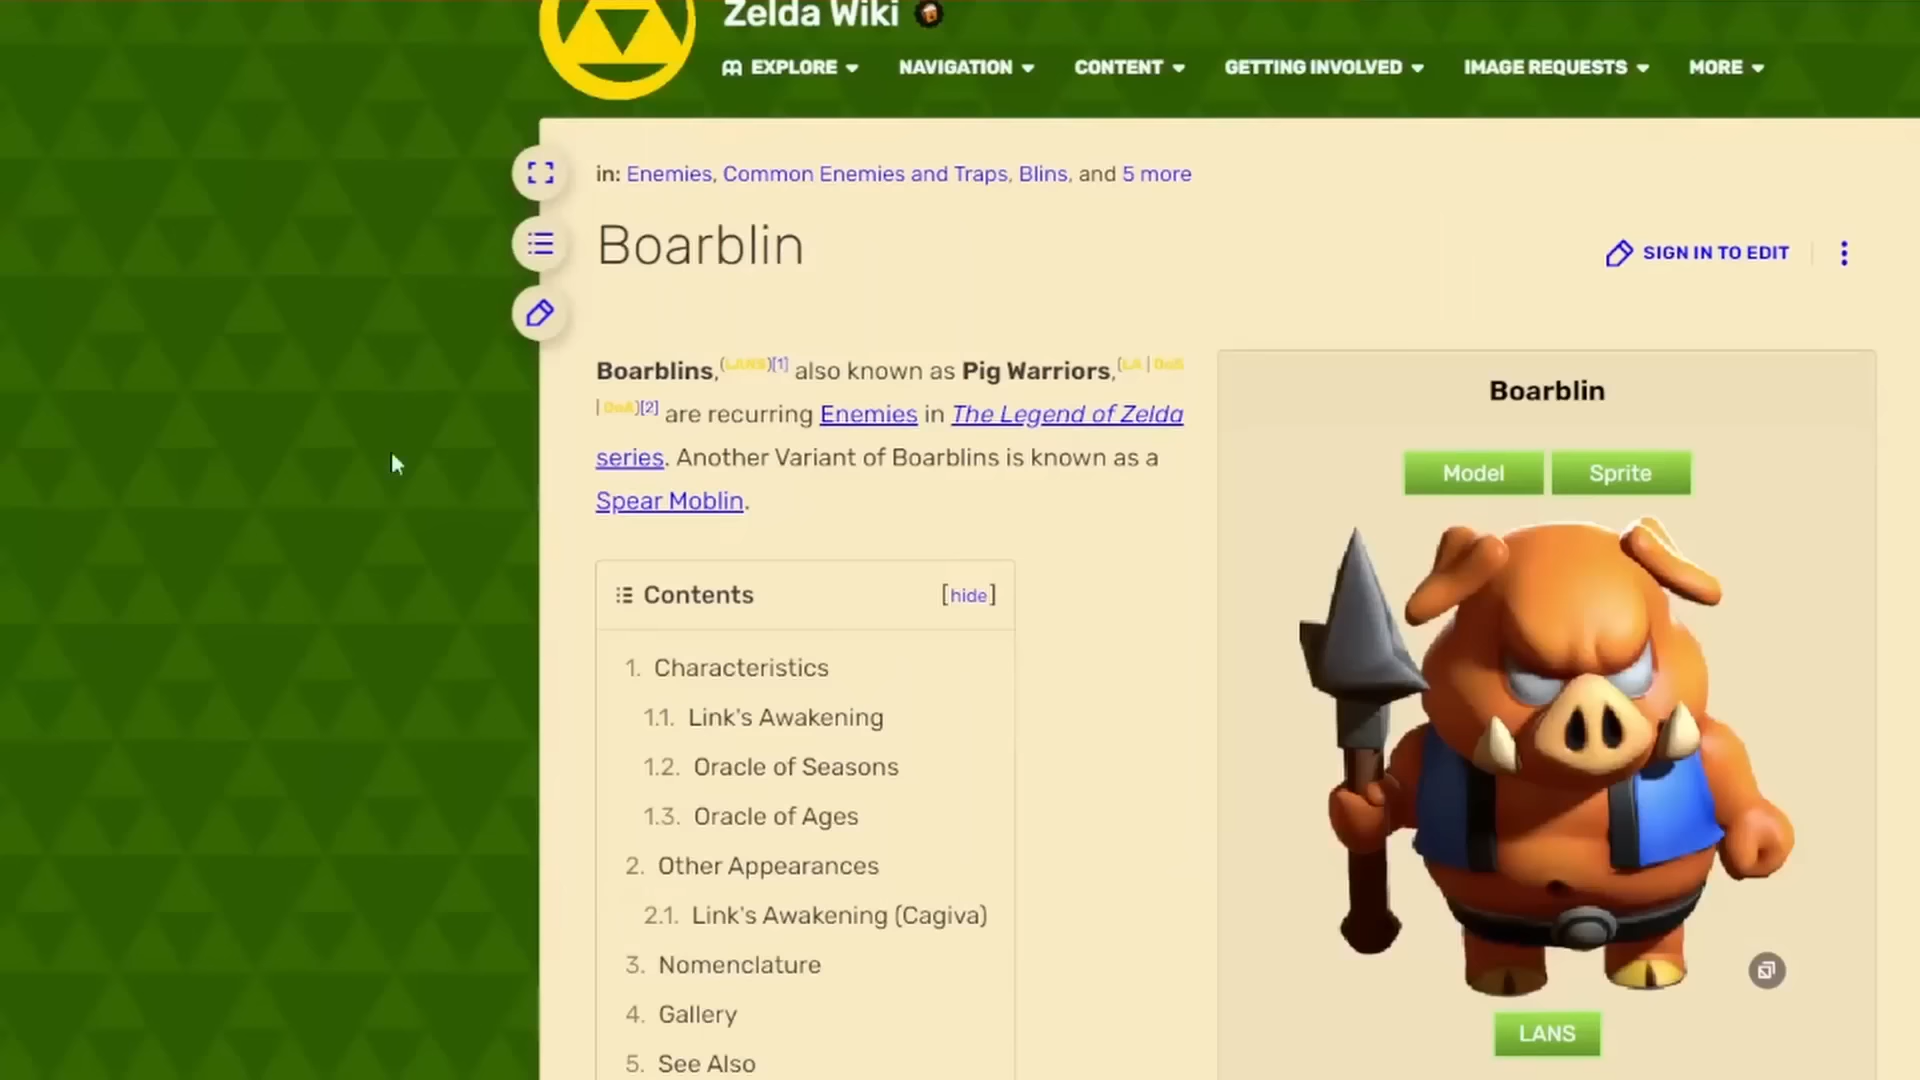 Zelda Wiki
EXPLORE NAVIGATION CONTENT GETTING INVOLVED IMAGE REQUESTS MORE
in: Enemies, Common Enemies and Traps, Blins, and 5 more
Boarblin
SIGN IN TO EDIT
Boarblins,(LANS)[1] also known as Pig Warriors,(LA | OoS
| OoA)[2] are recurring Enemies in The Legend of Zelda
series. Another Variant of Boarblins is known as a
Spear Moblin.
Contents [hide]
1. Characteristics
1.1. Link's Awakening
1.2. Oracle of Seasons
1.3. Oracle of Ages
2. Other Appearances
2.1. Link's Awakening (Cagiva)
3. Nomenclature
4. Gallery
5. See Also
Boarblin
Model Sprite
LANS